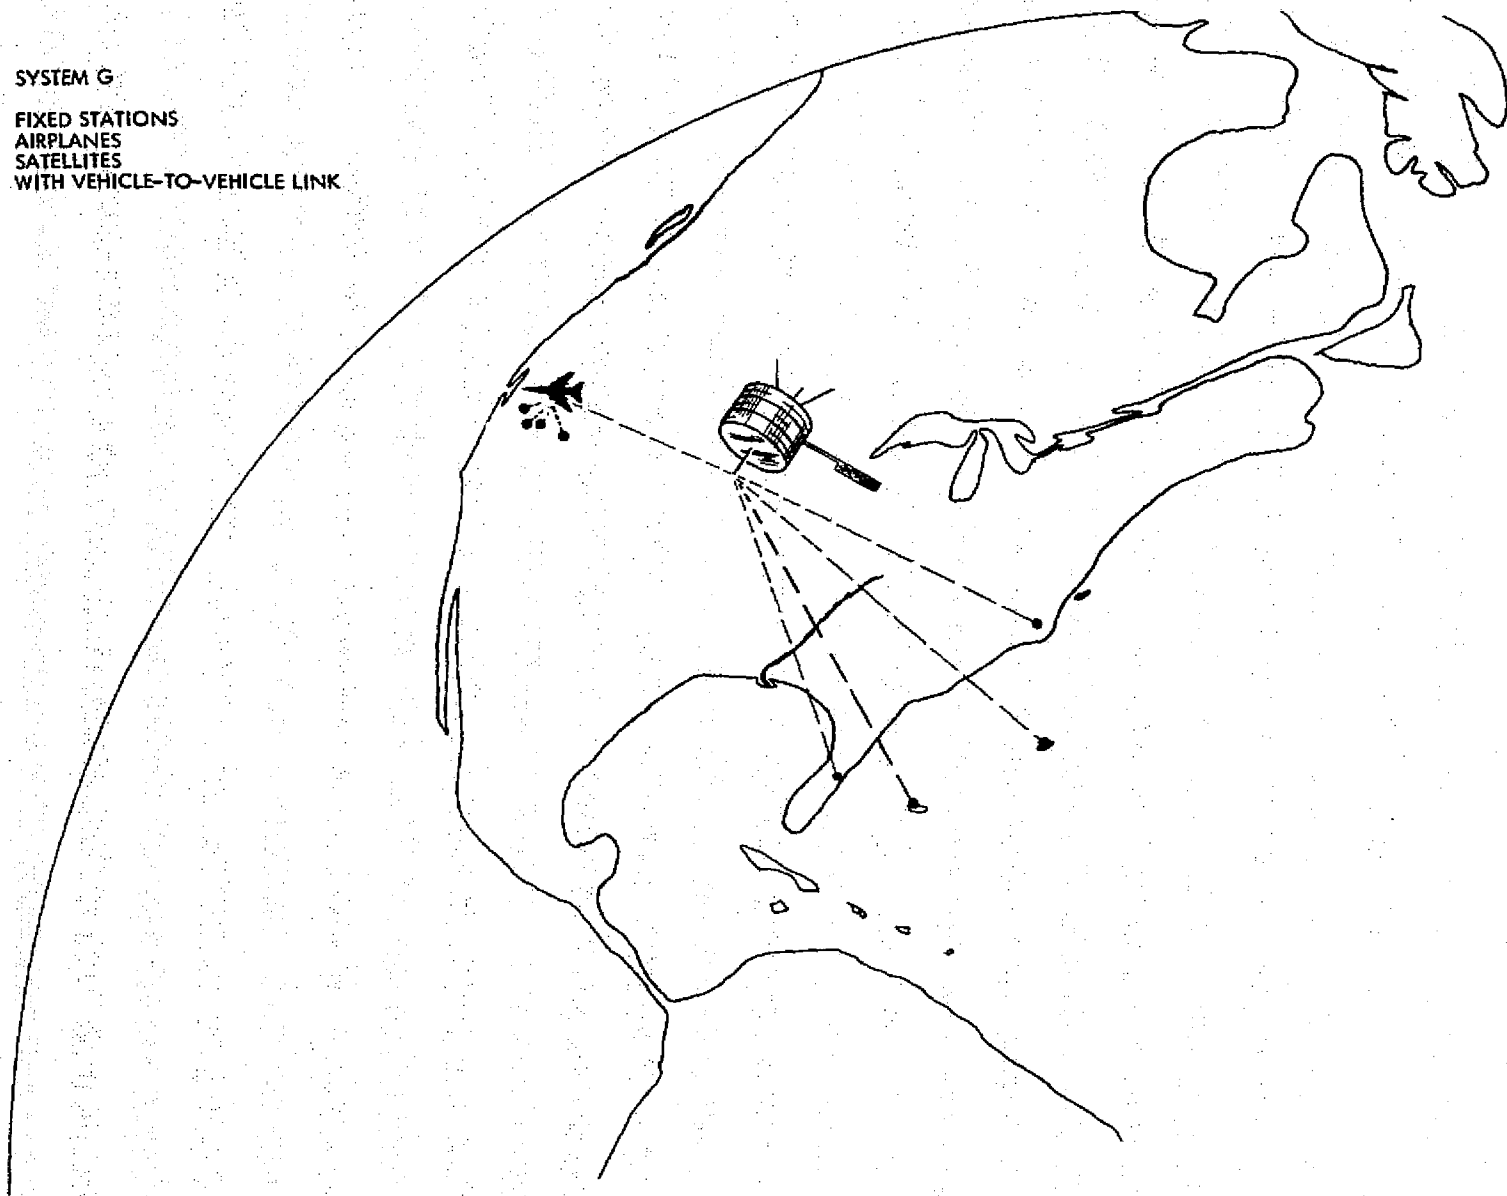 SYSTEM G
FIXED STATIONS
AIRPLANES
SATELLITES
WITH VEHICLE-TO-VEHICLE LINK